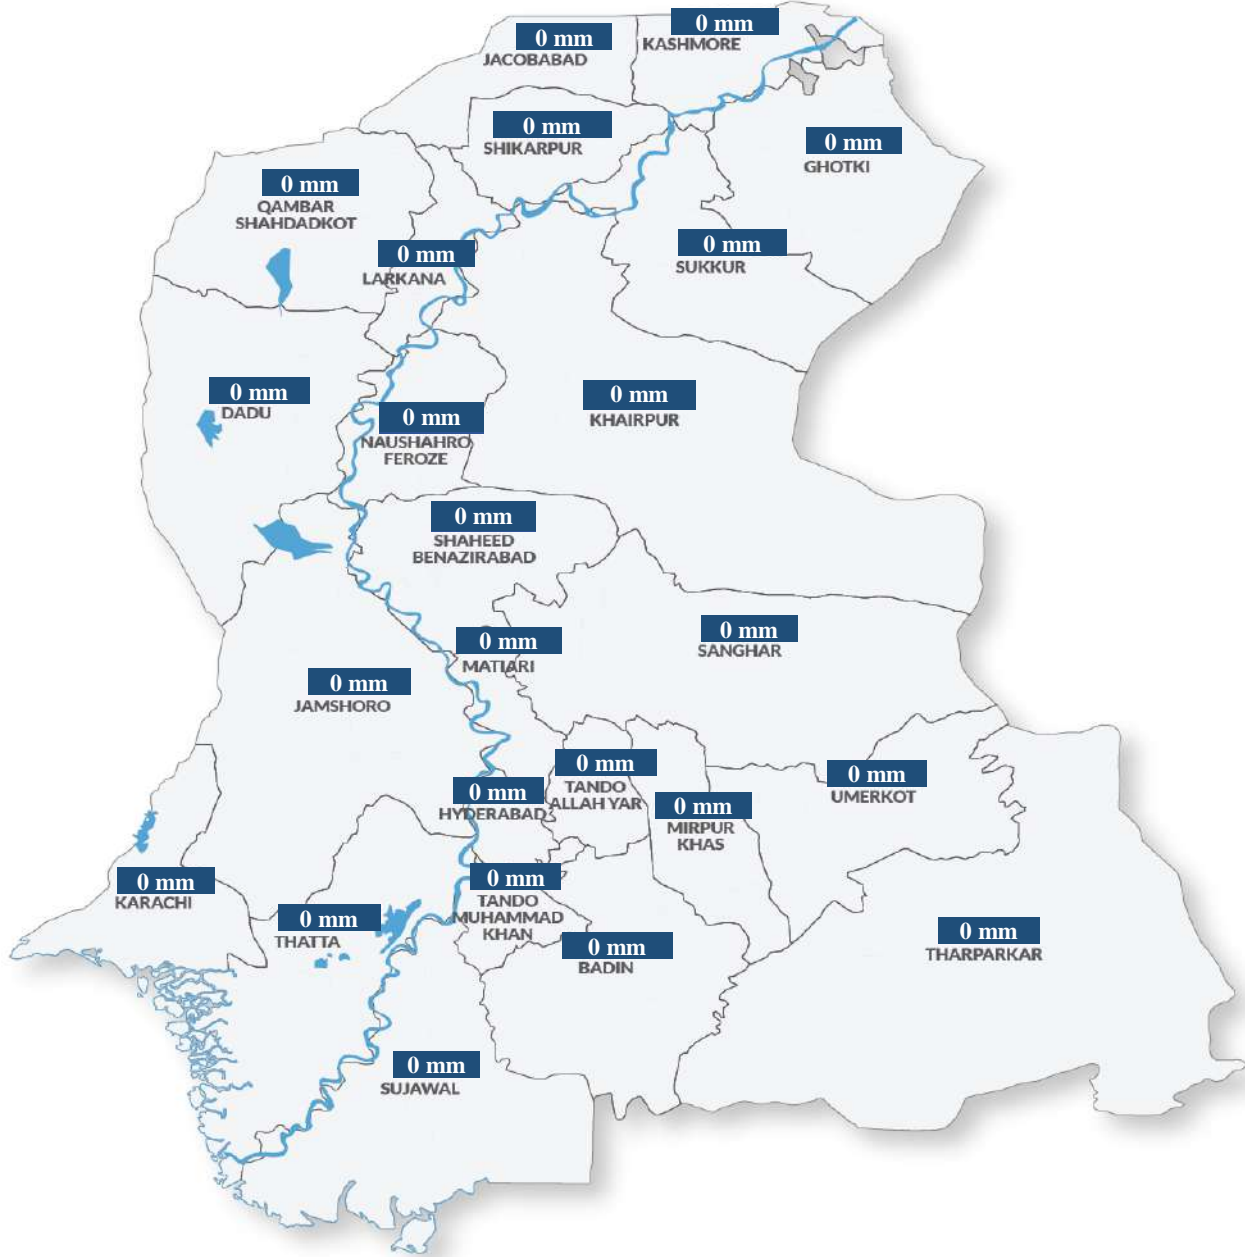 0 mm
KASHMORE
0 mm
JACOBABAD
0 mm
SHIKARPUR
0 mm
GHOTKI
0 mm
QAMBAR
SHAHDADKOT
0 mm
SUKKUR
0 mm
LARKANA
0 mm
DADU
0 mm
KHAIRPUR
0 mm
NAUSHAHRO
FEROZE
0 mm
SHAHEED
BENAZIRABAD
0 mm
SANGHAR
0 mm
MATIARI
0 mm
JAMSHORO
0 mm
TANDO
ALLAH YAR
0 mm
UMERKOT
0 mm
HYDERABAD
0 mm
MIRPUR
KHAS
0 mm
KARACHI
0 mm
TANDO
MUHAMMAD
KHAN
0 mm
THATTA
0 mm
BADIN
0 mm
THARPARKAR
0 mm
SUJAWAL